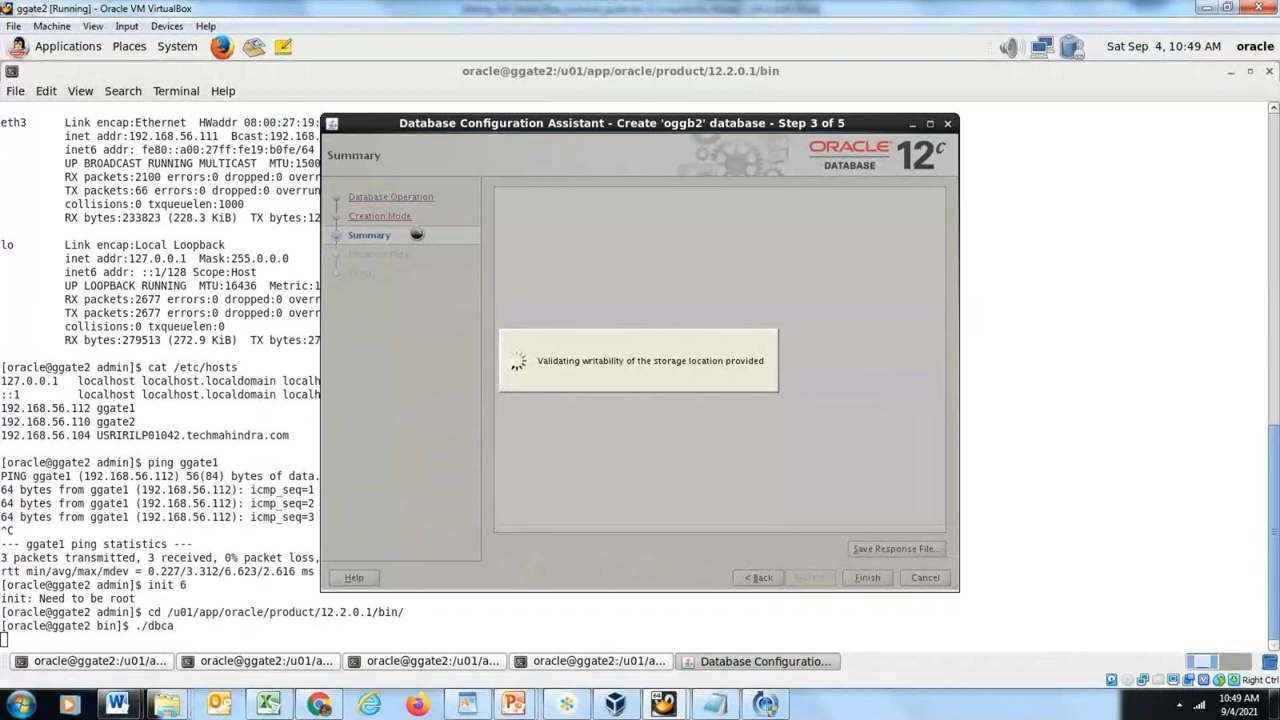 ggate2 [Running] - Oracle VM VirtualBox
File Machine View Input Devices Help
Applications Places System
Sat Sep 4, 10:49 AM oracle
oracle@ggate2:/u01/app/oracle/product/12.2.0.1/bin
File Edit View Search Terminal Help
eth3 Link encap:Ethernet HWaddr 08:00:27:19:
inet addr:192.168.56.111 Bcast:192.168.
inet6 addr: fe80::a00:27ff:fe19:b0fe/64
UP BROADCAST RUNNING MULTICAST MTU:1500
RX packets:2100 errors:0 dropped:0 overrun
TX packets:66 errors:0 dropped:0 overruns
collisions:0 txqueuelen:1000
RX bytes:233823 (228.3 KiB) TX bytes:12
lo Link encap:Local Loopback
inet addr:127.0.0.1 Mask:255.0.0.0
inet6 addr: ::1/128 Scope:Host
UP LOOPBACK RUNNING MTU:16436 Metric:1
RX packets:2677 errors:0 dropped:0 overr
TX packets:2677 errors:0 dropped:0 overr
collisions:0 txqueuelen:0
RX bytes:279513 (272.9 KiB) TX bytes:27
[oracle@ggate2 admin]$ cat /etc/hosts
127.0.0.1 localhost localhost.localdomain localh
::1 localhost localhost.localdomain localh
192.168.56.112 ggate1
192.168.56.110 ggate2
192.168.56.104 USRIRILP01042.techmahindra.com
[oracle@ggate2 admin]$ ping ggate1
PING ggate1 (192.168.56.112) 56(84) bytes of data.
64 bytes from ggate1 (192.168.56.112): icmp_seq=1
64 bytes from ggate1 (192.168.56.112): icmp_seq=2
64 bytes from ggate1 (192.168.56.112): icmp_seq=3
^C
--- ggate1 ping statistics ---
3 packets transmitted, 3 received, 0% packet loss,
rtt min/avg/max/mdev = 0.227/3.312/6.623/2.616 ms
[oracle@ggate2 admin]$ init 6
init: Need to be root
[oracle@ggate2 admin]$ cd /u01/app/oracle/product/12.2.0.1/bin/
[oracle@ggate2 bin]$ ./dbca
Database Configuration Assistant - Create 'oggb2' database - Step 3 of 5
Summary
ORACLE DATABASE 12c
Database Operation
Creation Mode
Summary
Validating writability of the storage location provided
Save Response File...
Help
< Back
Finish
Cancel
oracle@ggate2:/u01/a...
oracle@ggate2:/u01/a...
oracle@ggate2:/u01/a...
oracle@ggate2:/u01/a...
Database Configuratio...
Right Ctrl
10:49 AM
9/4/2021